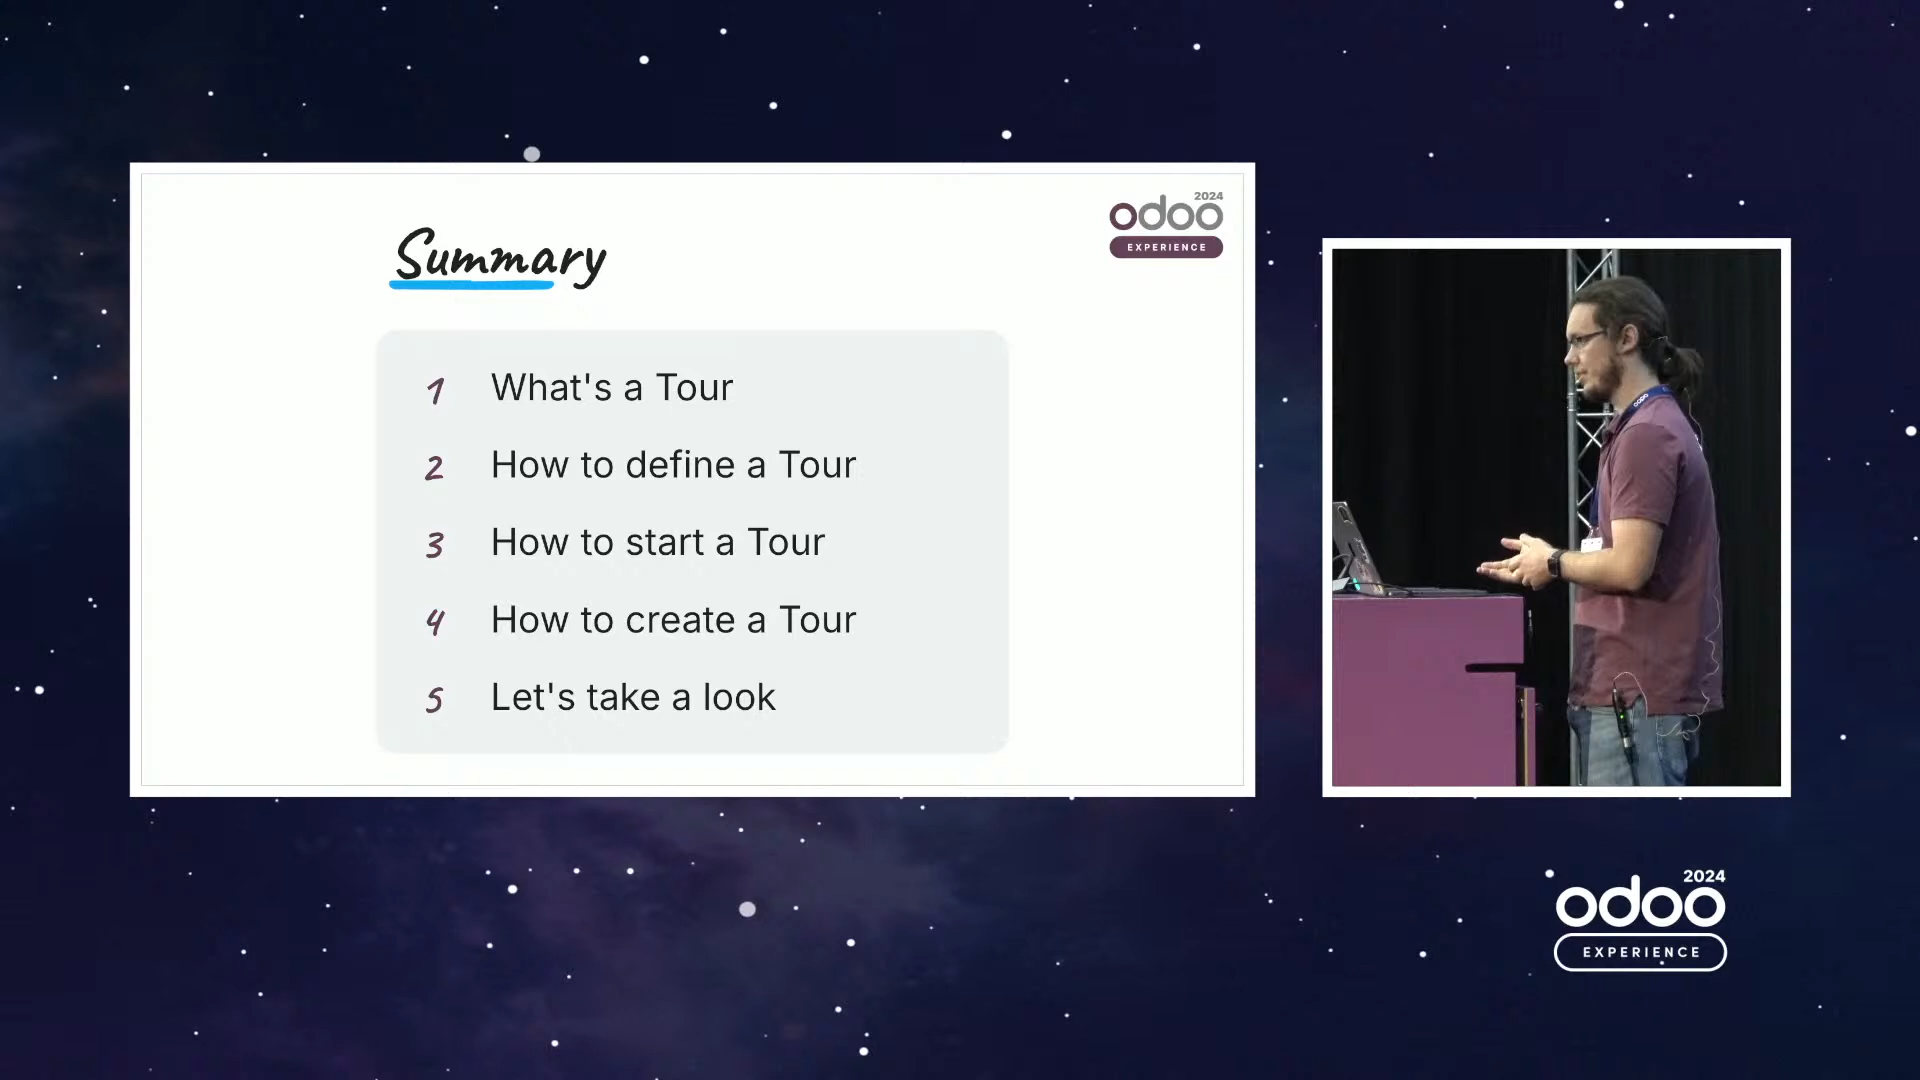 2024
odoo
EXPERIENCE
Summary
1 What's a Tour
2 How to define a Tour
3 How to start a Tour
4 How to create a Tour
5 Let's take a look
odoo
2024
odoo
EXPERIENCE